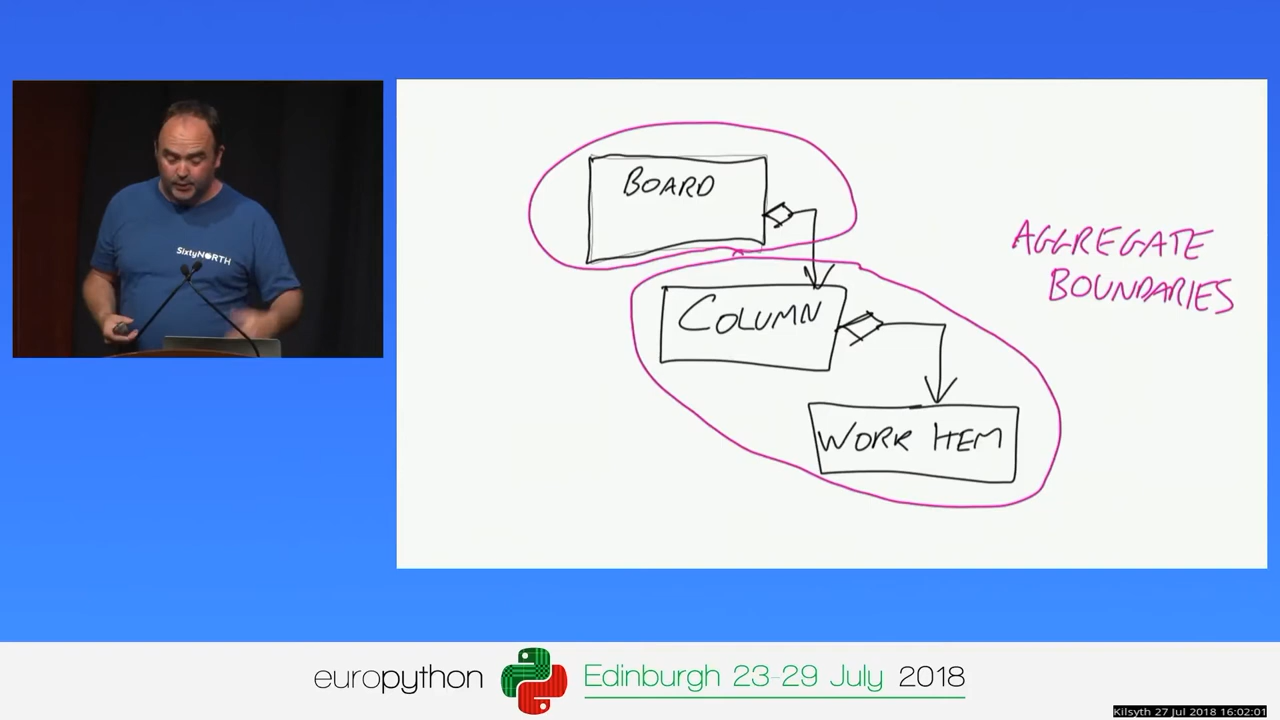 SixtyNORTH
BOARD
COLUMN
WORK ITEM
AGGREGATE
BOUNDARIES
europython
Edinburgh 23-29 July 2018
Kilsyth 27 Jul 2018 16:02:01